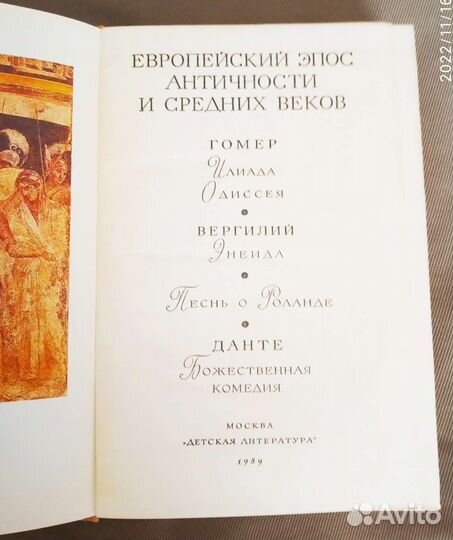 ЕВРОПЕЙСКИЙ ЭПОС
АНТИЧНОСТИ
И СРЕДНИХ ВЕКОВ
ГОМЕР
Илиада
Одиссея
ВЕРГИЛИЙ
Энеида
Песнь о Роланде
ДАНТЕ
Божественная
КОМЕДИЯ
МОСКВА
"ДЕТСКАЯ ЛИТЕРАТУРА"
1989
2022/11/16
Avito